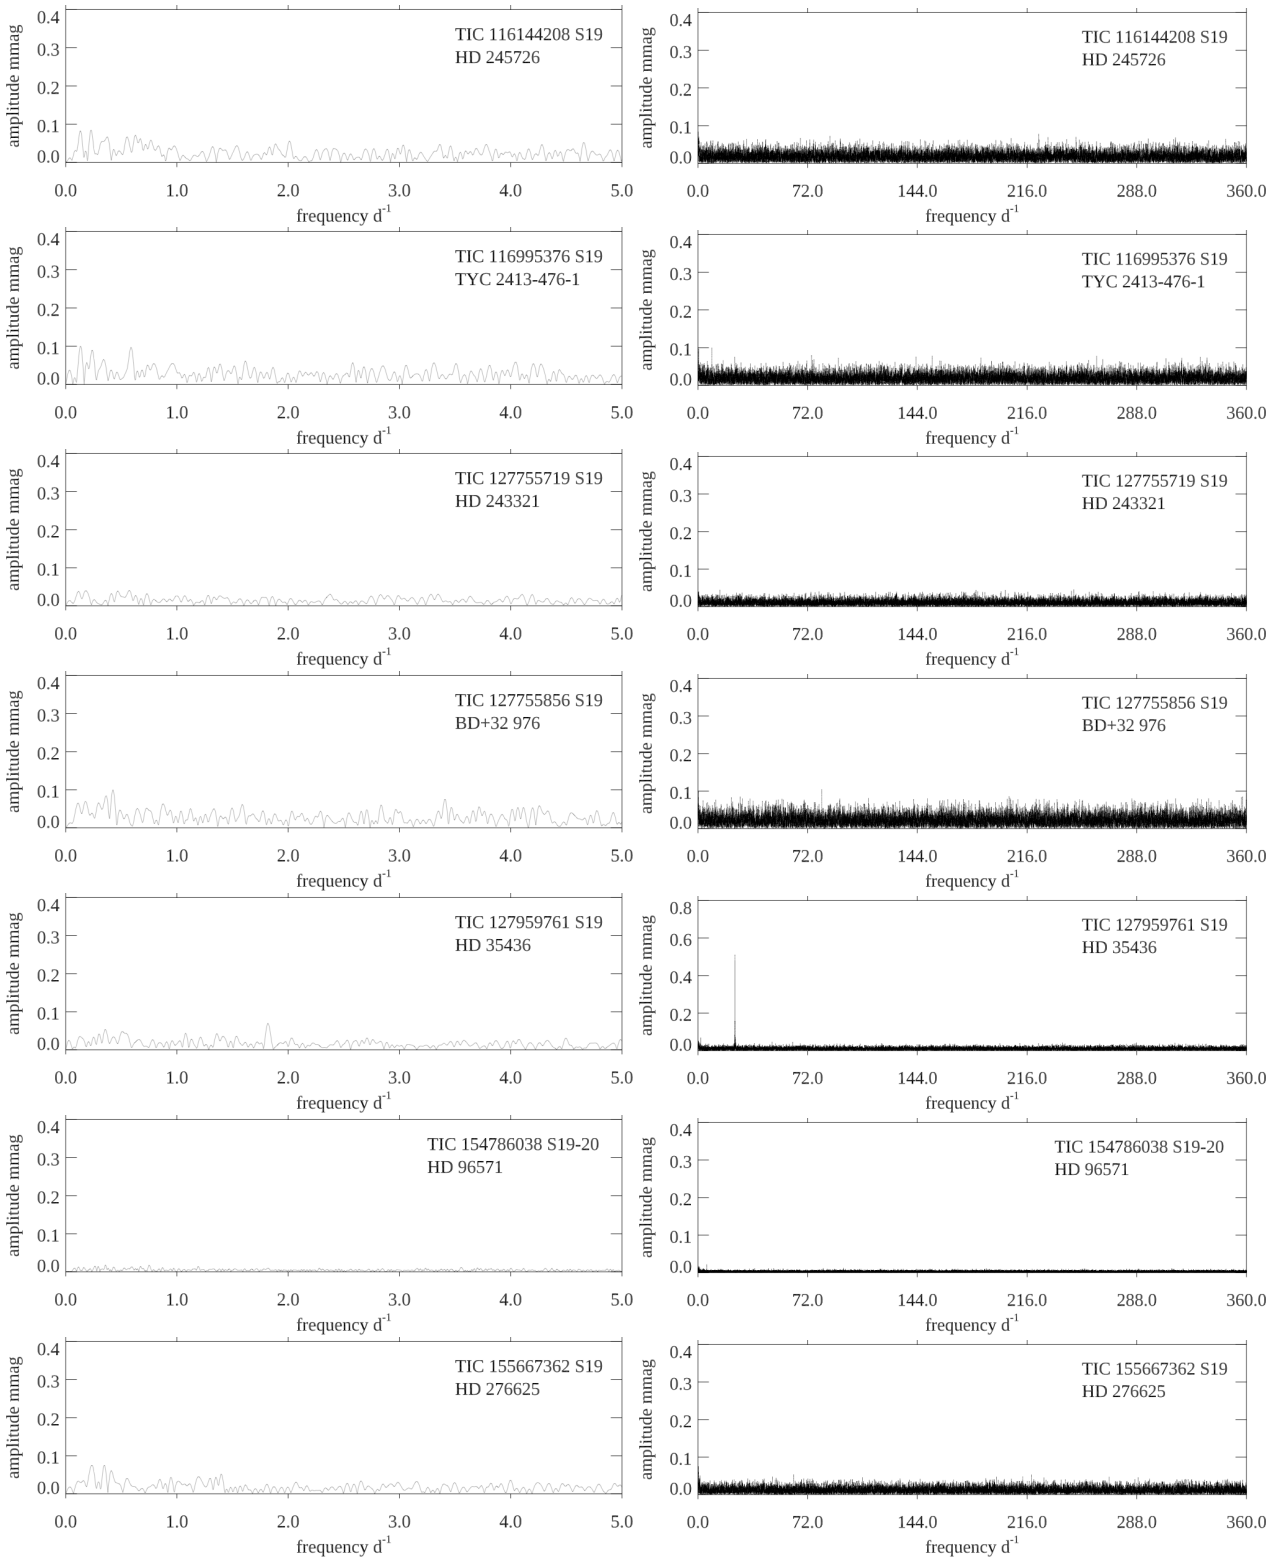 0.4
0.3
0.2
0.1
0.0
amplitude mmag
TIC 116144208 S19
HD 245726
0.0 1.0 2.0 3.0 4.0 5.0
frequency d-1
0.4
0.3
0.2
0.1
0.0
amplitude mmag
TIC 116144208 S19
HD 245726
0.0 72.0 144.0 216.0 288.0 360.0
frequency d-1
0.4
0.3
0.2
0.1
0.0
amplitude mmag
TIC 116995376 S19
TYC 2413-476-1
0.0 1.0 2.0 3.0 4.0 5.0
frequency d-1
0.4
0.3
0.2
0.1
0.0
amplitude mmag
TIC 116995376 S19
TYC 2413-476-1
0.0 72.0 144.0 216.0 288.0 360.0
frequency d-1
0.4
0.3
0.2
0.1
0.0
amplitude mmag
TIC 127755719 S19
HD 243321
0.0 1.0 2.0 3.0 4.0 5.0
frequency d-1
0.4
0.3
0.2
0.1
0.0
amplitude mmag
TIC 127755719 S19
HD 243321
0.0 72.0 144.0 216.0 288.0 360.0
frequency d-1
0.4
0.3
0.2
0.1
0.0
amplitude mmag
TIC 127755856 S19
BD+32 976
0.0 1.0 2.0 3.0 4.0 5.0
frequency d-1
0.4
0.3
0.2
0.1
0.0
amplitude mmag
TIC 127755856 S19
BD+32 976
0.0 72.0 144.0 216.0 288.0 360.0
frequency d-1
0.4
0.3
0.2
0.1
0.0
amplitude mmag
TIC 127959761 S19
HD 35436
0.0 1.0 2.0 3.0 4.0 5.0
frequency d-1
0.8
0.6
0.4
0.2
0.0
amplitude mmag
TIC 127959761 S19
HD 35436
0.0 72.0 144.0 216.0 288.0 360.0
frequency d-1
0.4
0.3
0.2
0.1
0.0
amplitude mmag
TIC 154786038 S19-20
HD 96571
0.0 1.0 2.0 3.0 4.0 5.0
frequency d-1
0.4
0.3
0.2
0.1
0.0
amplitude mmag
TIC 154786038 S19-20
HD 96571
0.0 72.0 144.0 216.0 288.0 360.0
frequency d-1
0.4
0.3
0.2
0.1
0.0
amplitude mmag
TIC 155667362 S19
HD 276625
0.0 1.0 2.0 3.0 4.0 5.0
frequency d-1
0.4
0.3
0.2
0.1
0.0
amplitude mmag
TIC 155667362 S19
HD 276625
0.0 72.0 144.0 216.0 288.0 360.0
frequency d-1